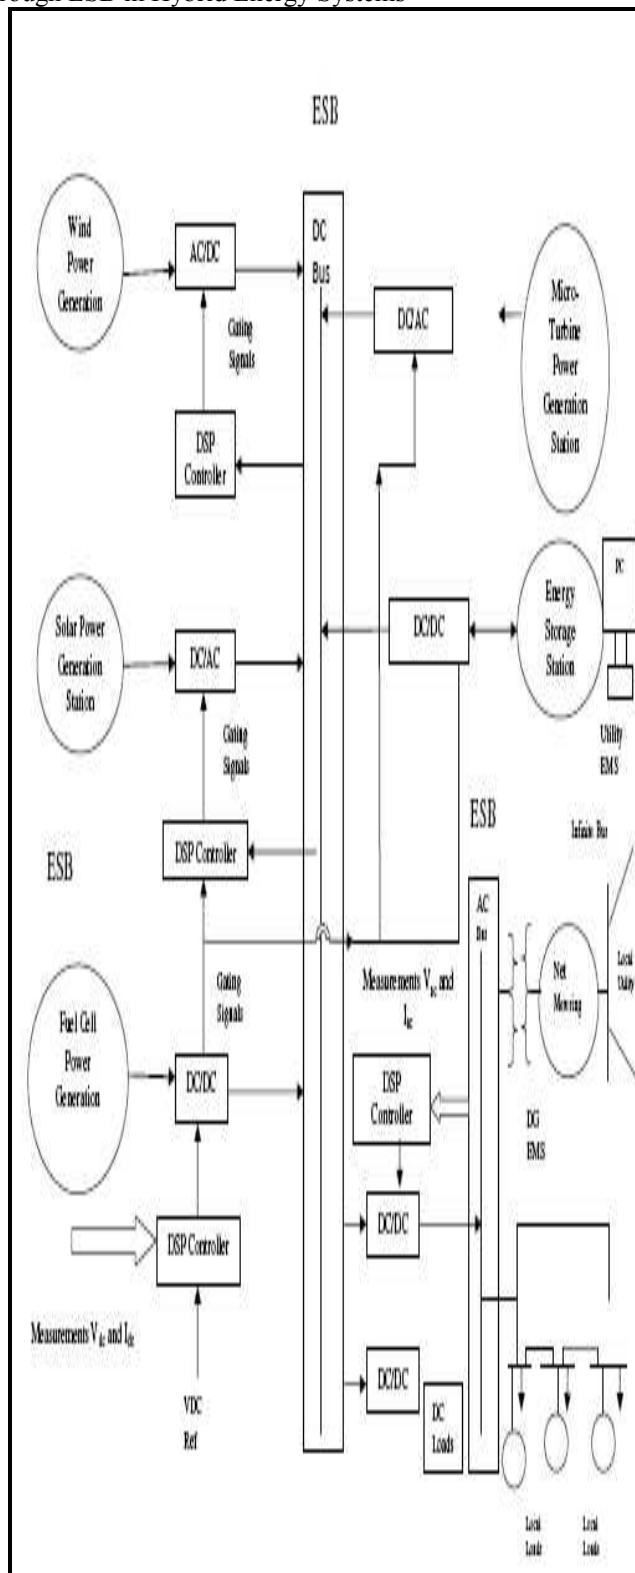 rough ESB in Hybrid Energy Systems
ESB
Wind
Power
Generation
AC/DC
DC
Bus
Gating
Signals
DC/AC
Micro-
Turbine
Power
Generation
Station
DSP
Controller
Solar Power
Generation
Station
DC/AC
DC/DC
Energy
Storage
Station
PC
Utility
EMS
Gating
Signals
ESB
DSP Controller
ESB
Infinite Bus
AC
Bus
Net
Metering
Local
Utility
Measurements V
and
I
Gating
Signals
Fuel Cell
Power
Generation
DC/DC
DSP
Controller
DG
EMS
DC/DC
DSP Controller
Measurements V dc and I dc
VDC
Ref
DC/DC
DC
Loads
Local
Loads
Local
Loads